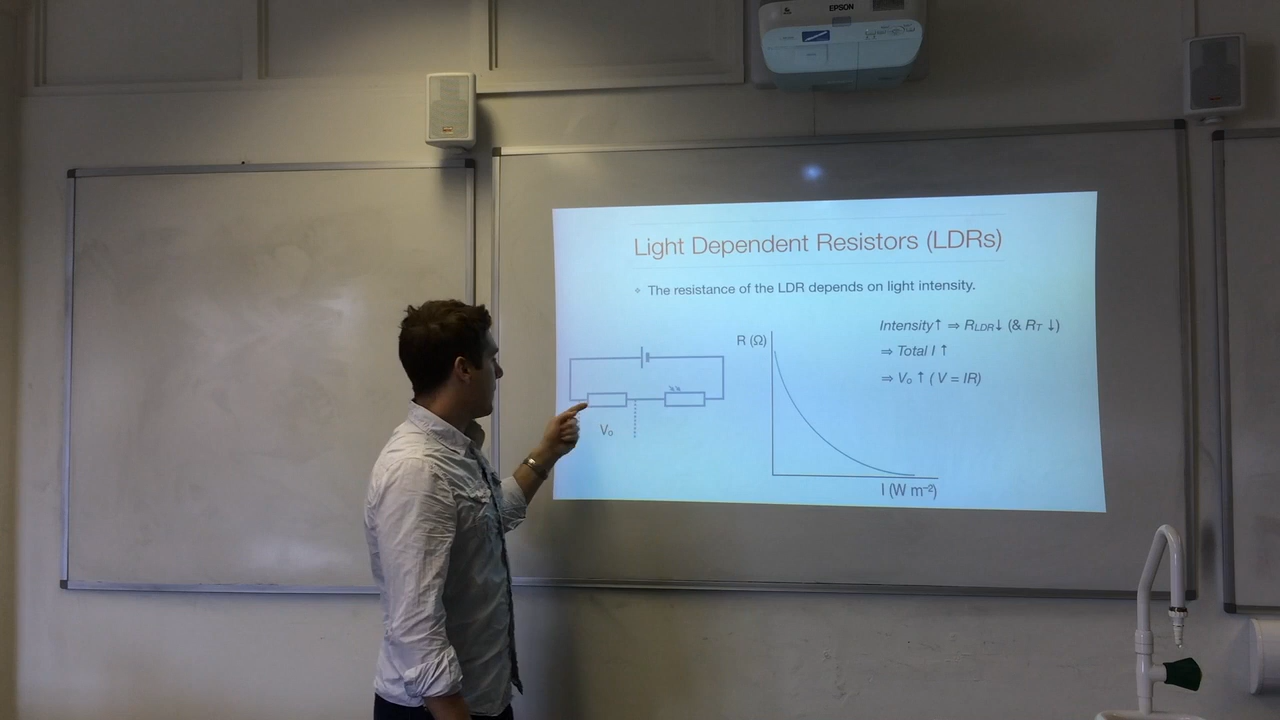 EPSON
Light Dependent Resistors (LDRs)
The resistance of the LDR depends on light intensity.
Intensity↑ ⇒ R_LDR↓ (& R_T ↓)
⇒ Total I ↑
⇒ V₀ ↑ ( V = IR)
R (Ω)
V₀
I (W m⁻²)